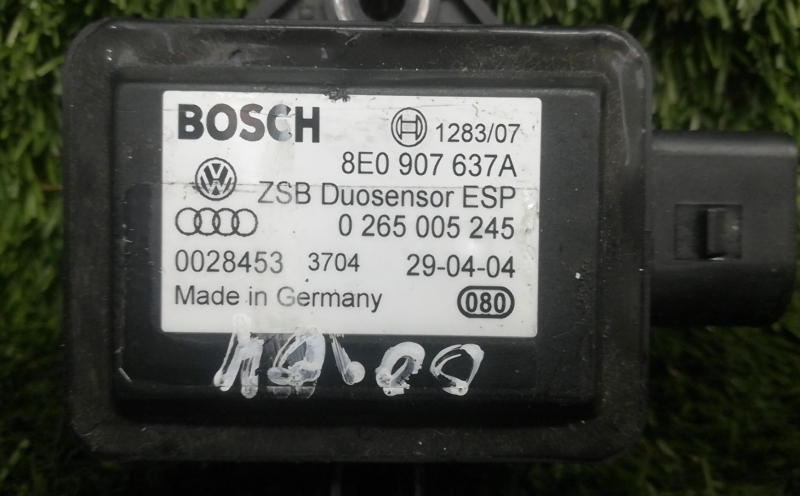 BOSCH 1283/07
8E0 907 637A
ZSB Duosensor ESP
0 265 005 245
0028453 3704 29-04-04
Made in Germany 080